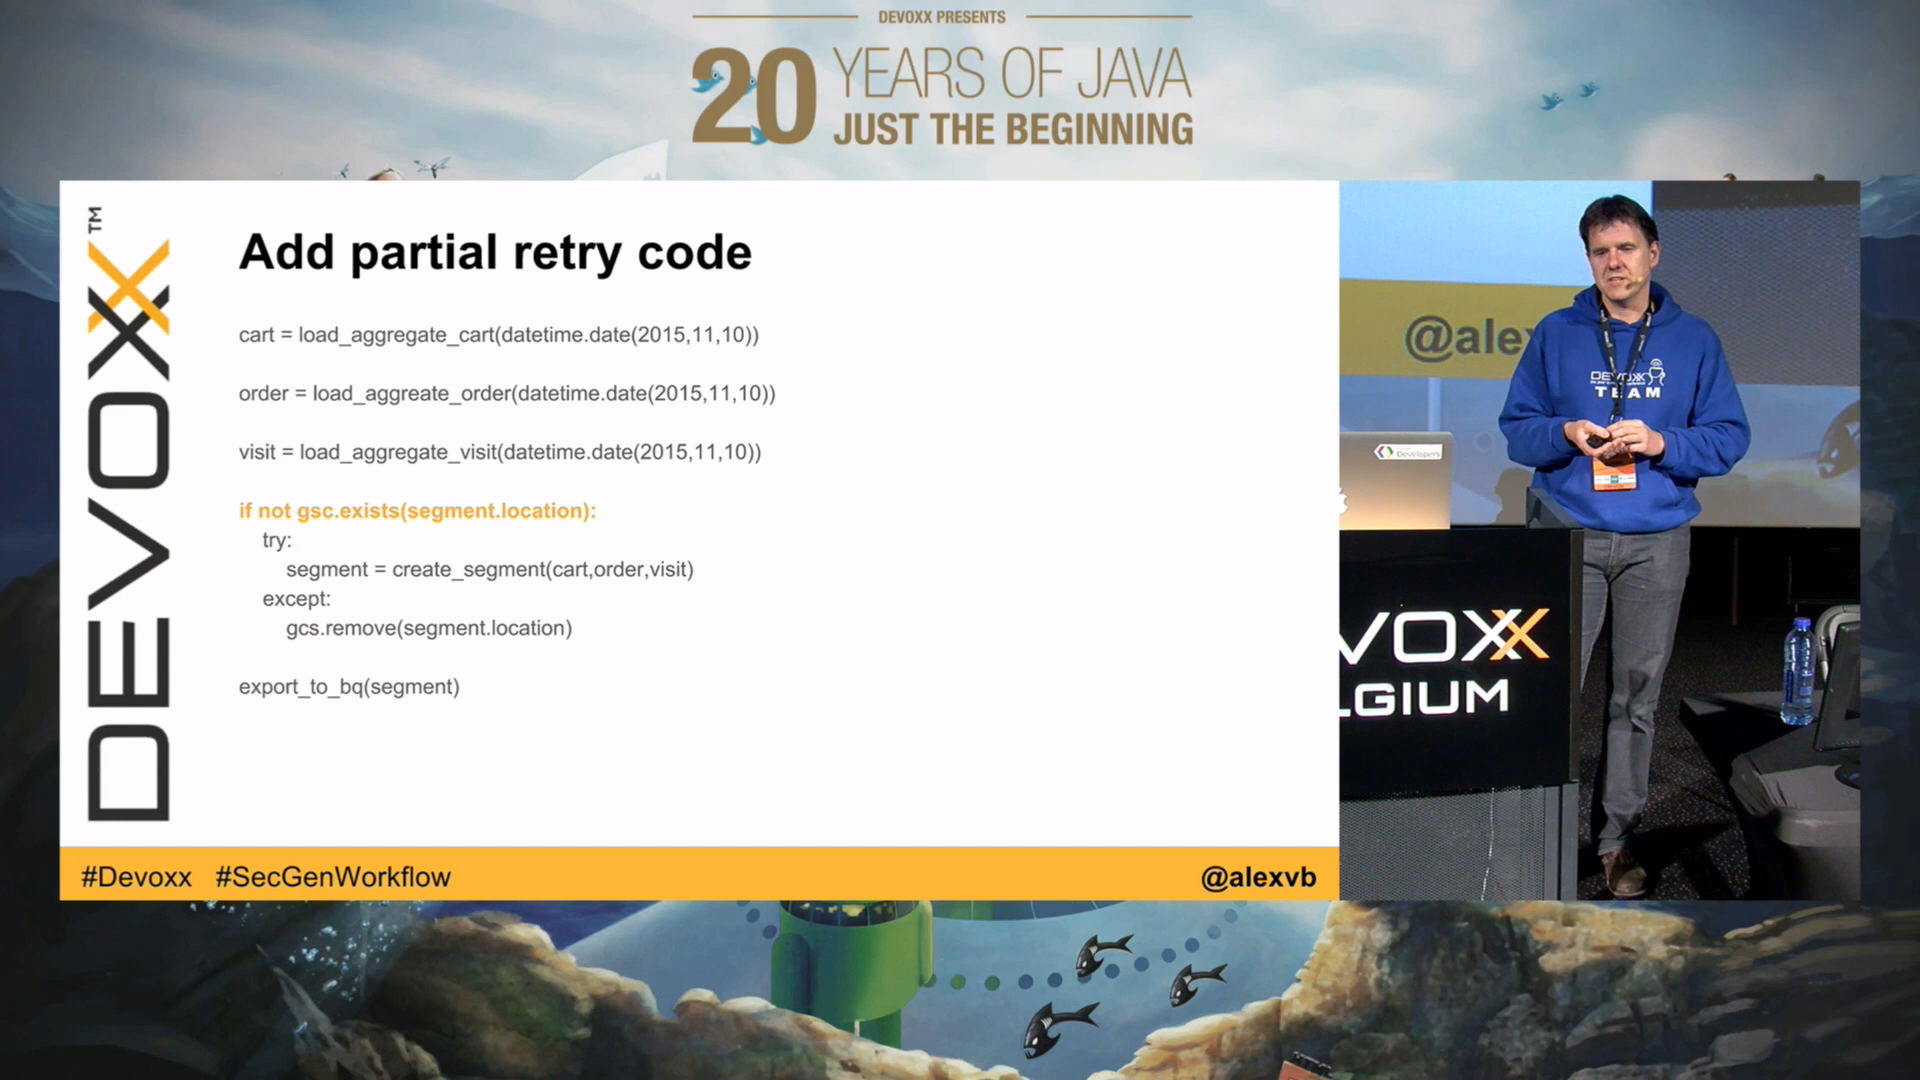 DEVOXX PRESENTS
20 YEARS OF JAVA
JUST THE BEGINNING
DEVOXX™
Add partial retry code
cart = load_aggregate_cart(datetime.date(2015,11,10))
order = load_aggreate_order(datetime.date(2015,11,10))
visit = load_aggregate_visit(datetime.date(2015,11,10))
if not gsc.exists(segment.location):
try:
segment = create_segment(cart,order,visit)
except:
gcs.remove(segment.location)
export_to_bq(segment)
#Devoxx #SecGenWorkflow
@alexvb
@alex
DEVOXX
TEAM
Developers
VOXX
LGIUM